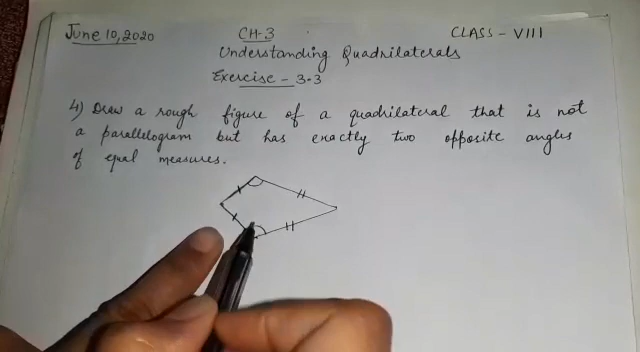 June 10, 2020 CH-3 CLASS - VIII
Understanding Quadrilaterals
Exercise - 3.3
4) Draw a rough figure of a quadrilateral that is not
a parallelogram but has exactly two opposite angles
of equal measures.